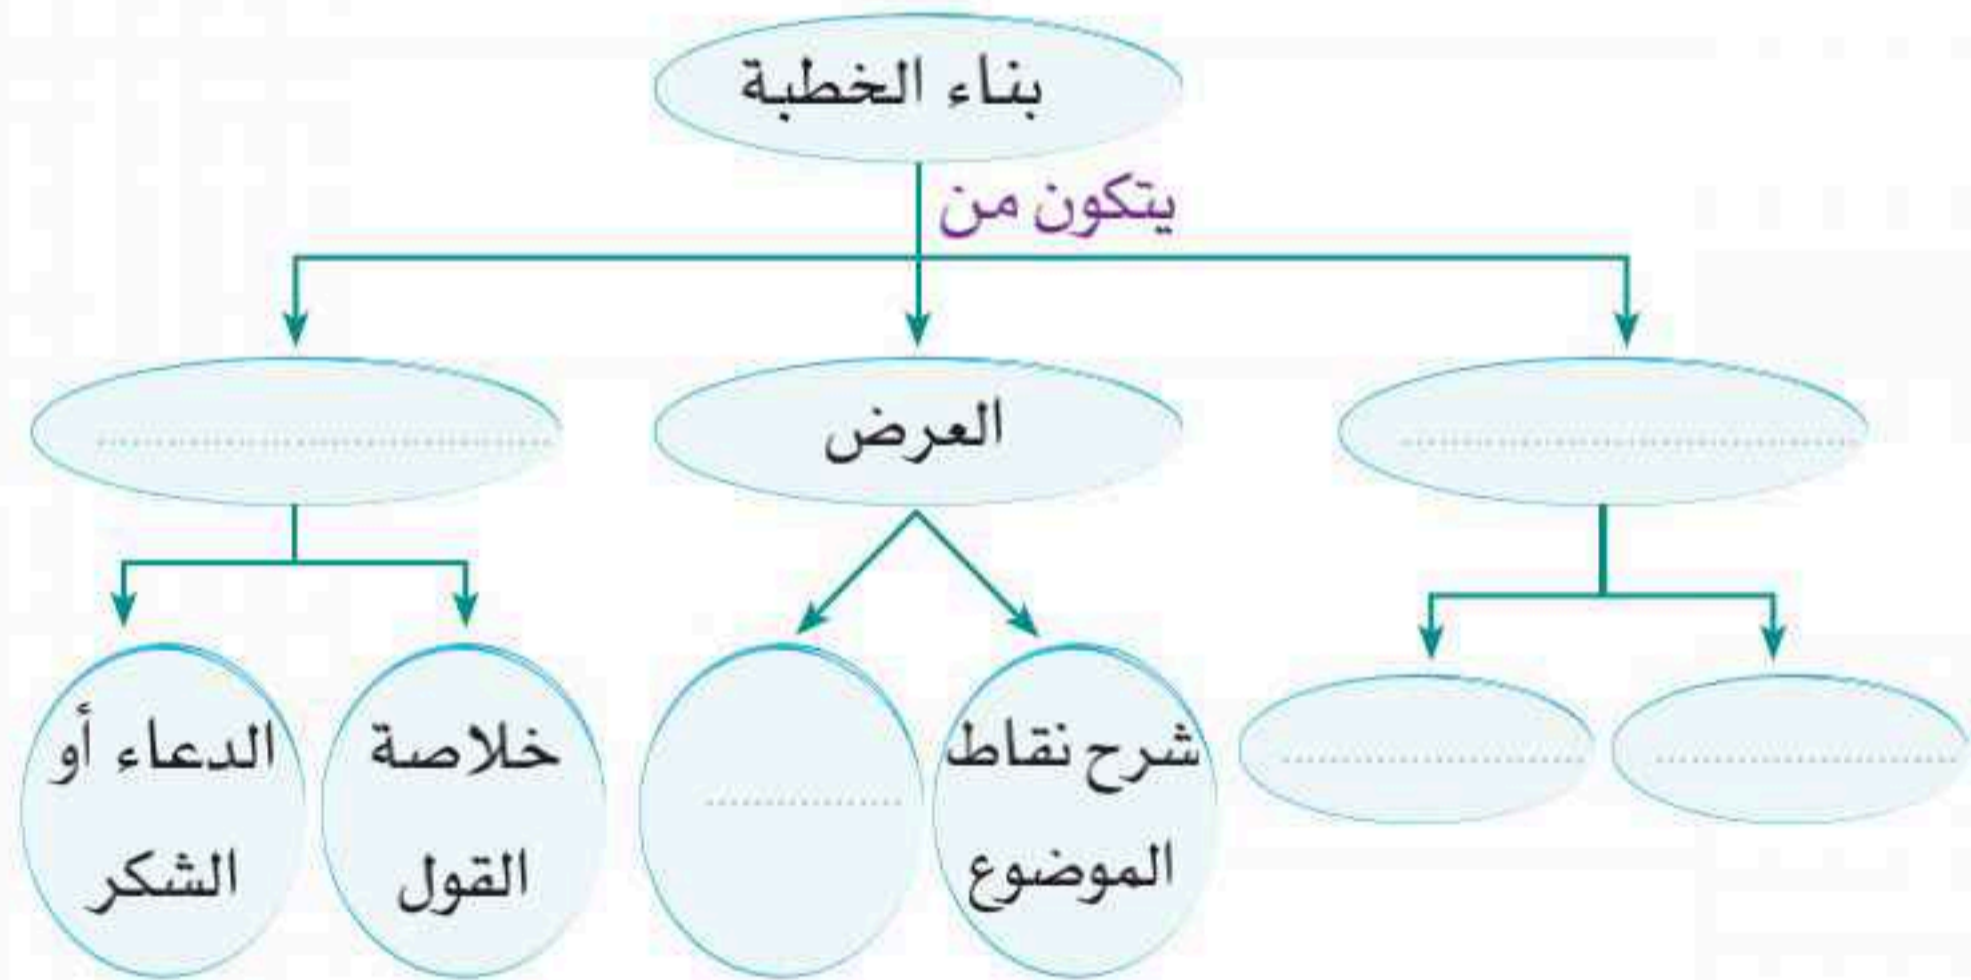 بناء الخطبة
يتكون من
العرض
شرح نقاط
الموضوع
خلاصة
القول
الدعاء أو
الشكر